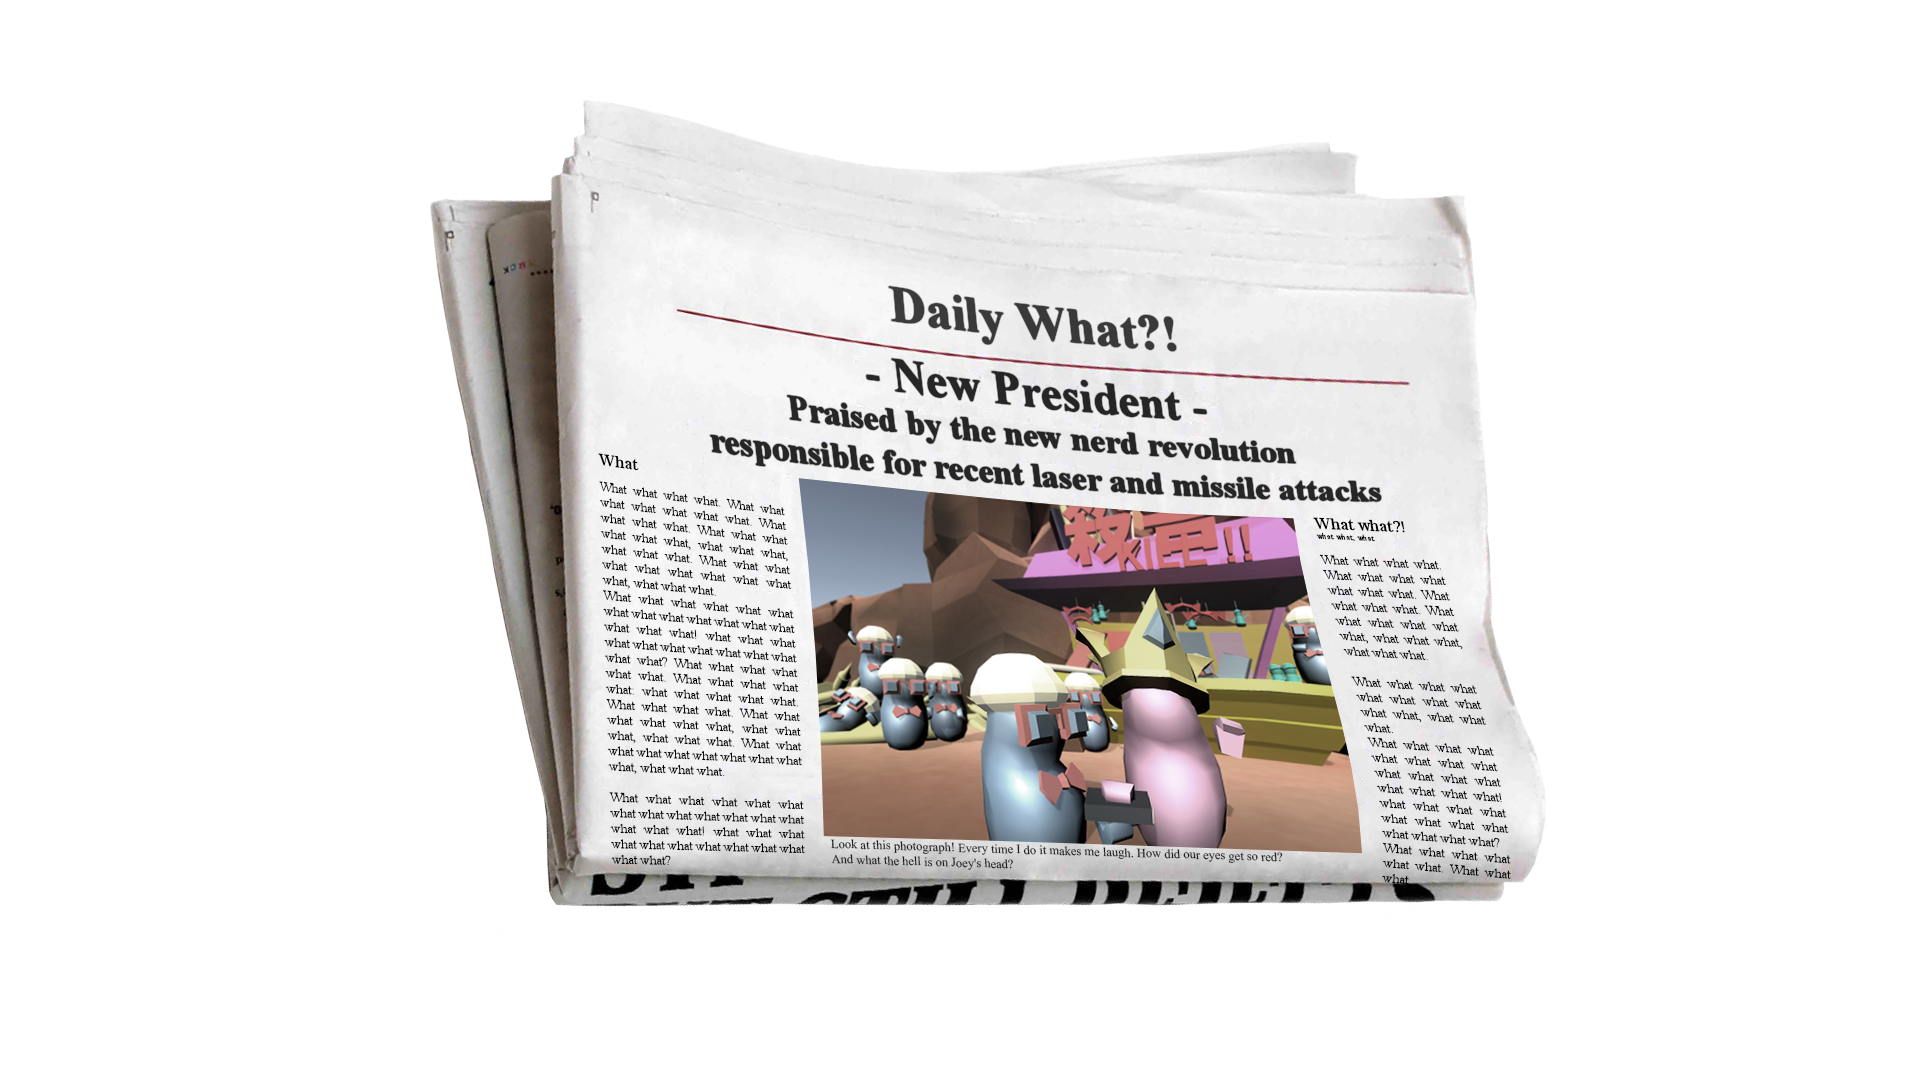 Daily What?!
- New President -
Praised by the new nerd revolution
responsible for recent laser and missile attacks
What
What what what what. What what
what what what what what. What
what what what. What what what
what what what, what what what,
what what what. What what what
what what what what what what
what, what what what.
What what what what what what
what what what what what what what
what what what! what what what
what what what what what what what
what what? What what what what
what what. What what what what
what what what what what what.
What what what what. What what
what what what what, what what
what, what what what. What what
what what what what what what what
what, what what what.
What what what what what what
what what what what what what what
what what what! what what what
what what what what what what what
what what?
Look at this photograph! Every time I do it makes me laugh. How did our eyes get so red?
And what the hell is on Joey's head?
What what?!
what what, what.
What what what what.
What what what what
what what what. What
what what what. What
what what what what
what, what what what,
what what what.
What what what what
what what what what
what what, what what
what.
What what what what
what what what what
what what what what
what what what what!
what what what what
what what what what
what what what what?
What what what what
what what. What what
what